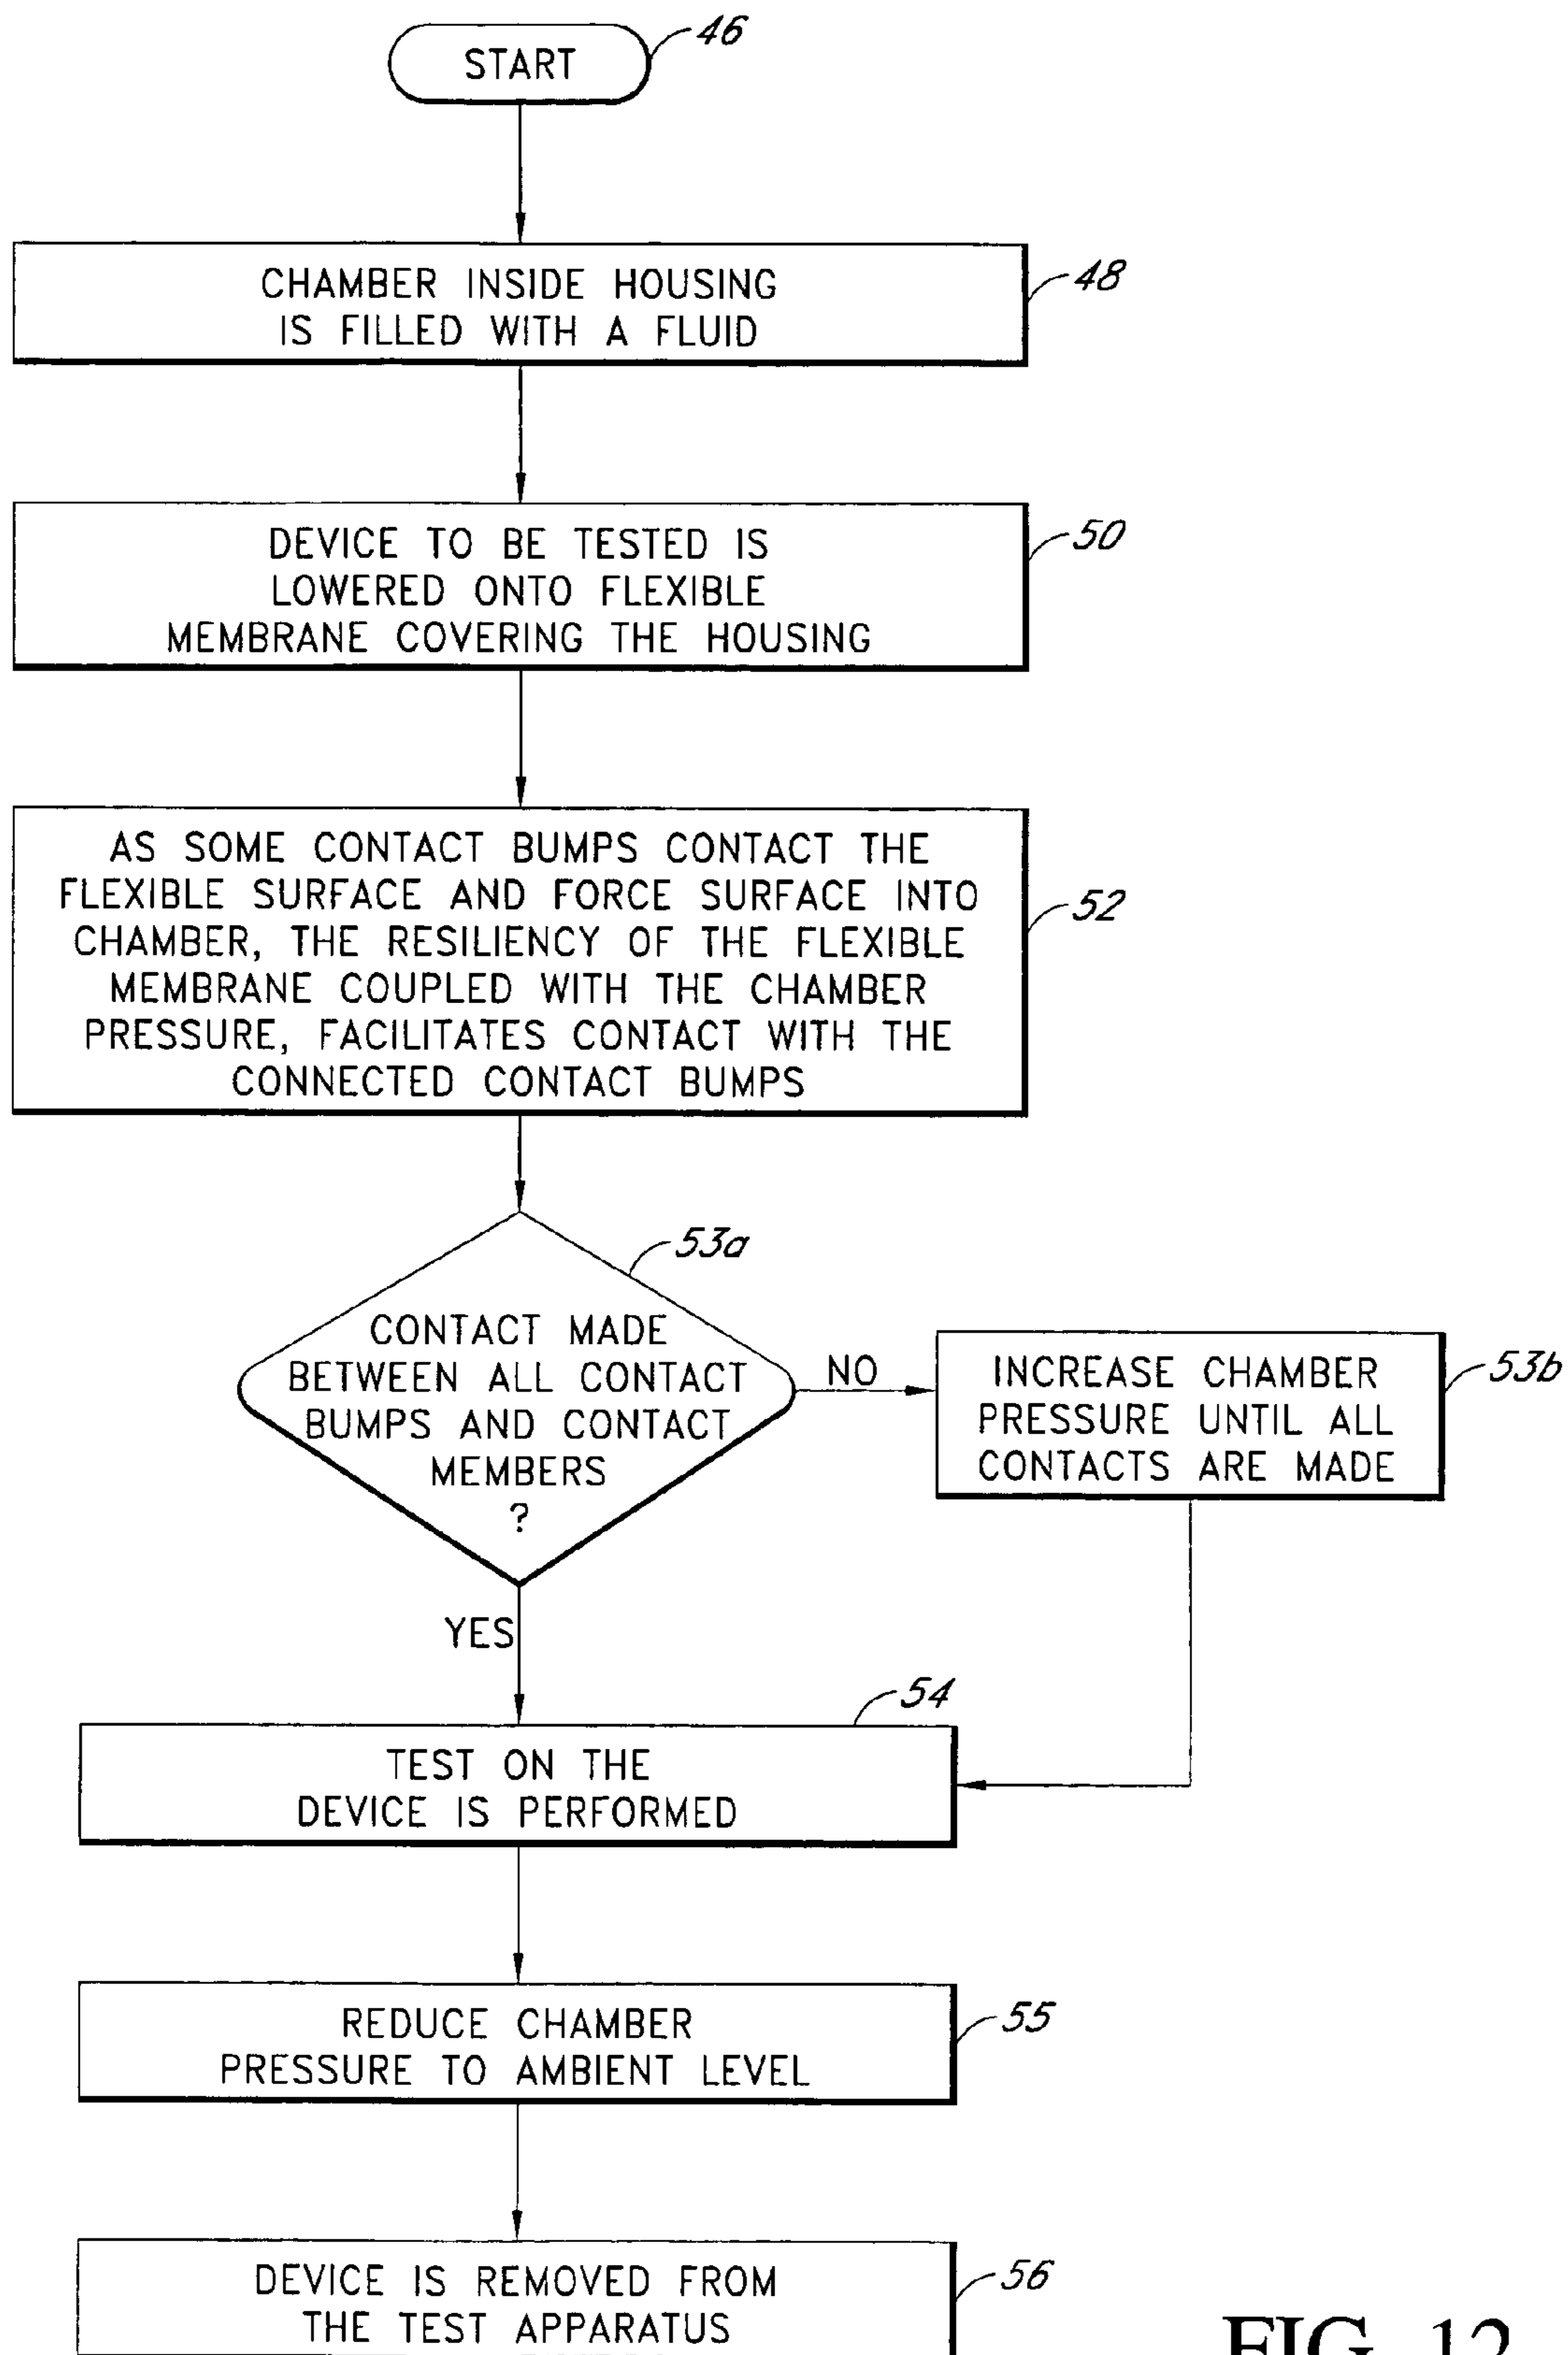 START
46
CHAMBER INSIDE HOUSING
IS FILLED WITH A FLUID
48
DEVICE TO BE TESTED IS
LOWERED ONTO FLEXIBLE
MEMBRANE COVERING THE HOUSING
50
AS SOME CONTACT BUMPS CONTACT THE
FLEXIBLE SURFACE AND FORCE SURFACE INTO
CHAMBER, THE RESILIENCY OF THE FLEXIBLE
MEMBRANE COUPLED WITH THE CHAMBER
PRESSURE, FACILITATES CONTACT WITH THE
CONNECTED CONTACT BUMPS
52
53a
CONTACT MADE
BETWEEN ALL CONTACT
BUMPS AND CONTACT
MEMBERS
?
NO
INCREASE CHAMBER
PRESSURE UNTIL ALL
CONTACTS ARE MADE
53b
YES
54
TEST ON THE
DEVICE IS PERFORMED
REDUCE CHAMBER
PRESSURE TO AMBIENT LEVEL
55
DEVICE IS REMOVED FROM
THE TEST APPARATUS
56
FIG. 12